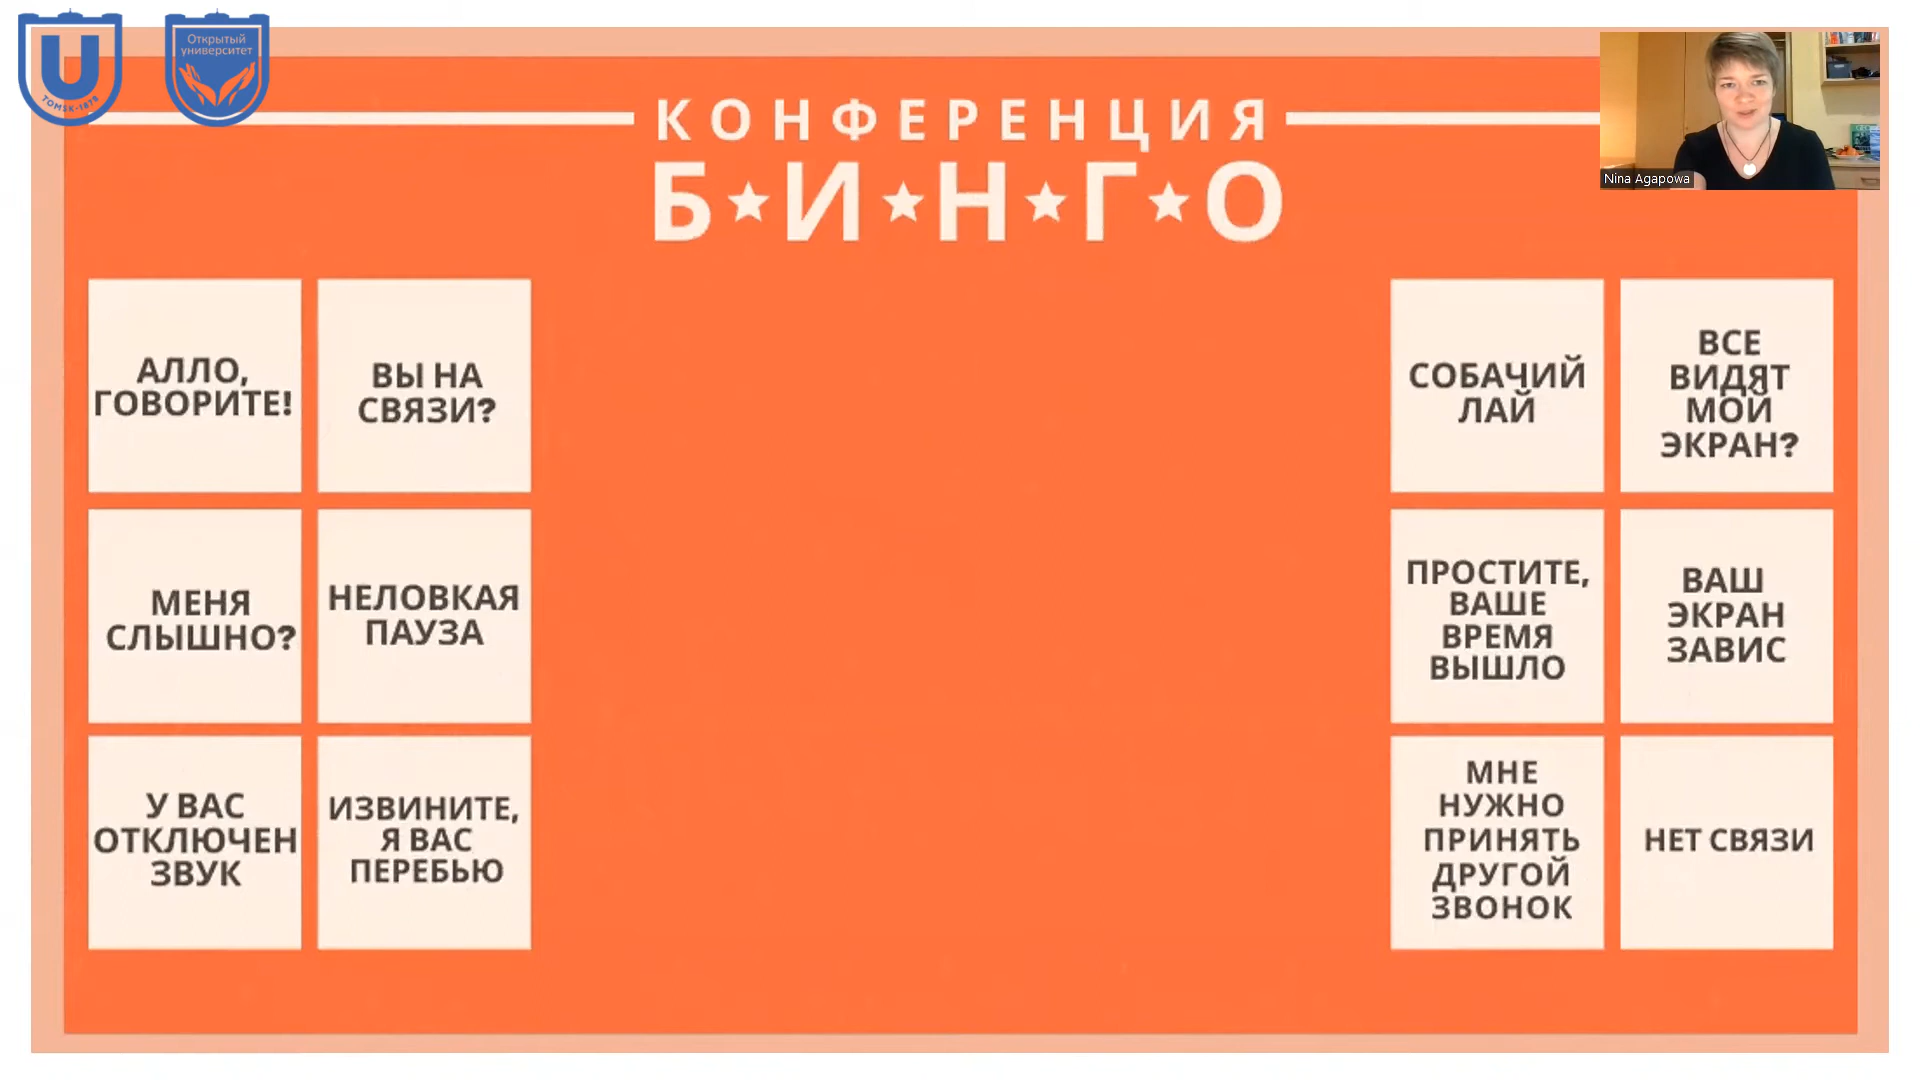 TOMSK-1878
Открытый
университет
КОНФЕРЕНЦИЯ
Б★И★Н★Г★О
Nina Agapowa
АЛЛО,
ГОВОРИТЕ!
ВЫ НА
СВЯЗИ?
СОБАЧИЙ
ЛАЙ
ВСЕ
ВИДЯТ
МОЙ
ЭКРАН?
МЕНЯ
СЛЫШНО?
НЕЛОВКАЯ
ПАУЗА
ПРОСТИТЕ,
ВАШЕ
ВРЕМЯ
ВЫШЛО
ВАШ
ЭКРАН
ЗАВИС
У ВАС
ОТКЛЮЧЕН
ЗВУК
ИЗВИНИТЕ,
Я ВАС
ПЕРЕБЬЮ
МНЕ
НУЖНО
ПРИНЯТЬ
ДРУГОЙ
ЗВОНОК
НЕТ СВЯЗИ